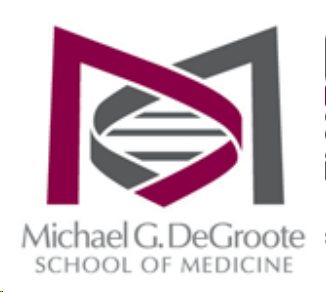 Michael G. DeGroote
SCHOOL OF MEDICINE